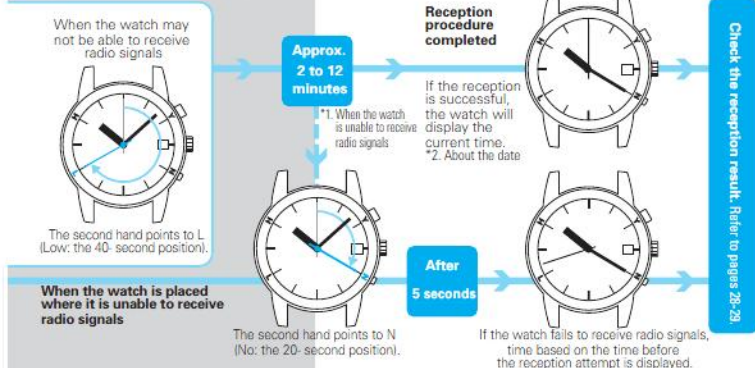 When the watch may
not be able to receive
radio signals
The second hand points to L
(Low: the 40- second position).
Approx.
2 to 12
minutes
*1. When the watch
is unable to receive
radio signals
Reception
procedure
completed
If the reception
is successful,
the watch will
display the
current time.
*2. About the date
When the watch is placed
where it is unable to receive
radio signals
The second hand points to N
(No: the 20- second position).
After
5 seconds
If the watch fails to receive radio signals,
time based on the time before
the reception attempt is displayed.
Check the reception result. Refer to pages 28-29.